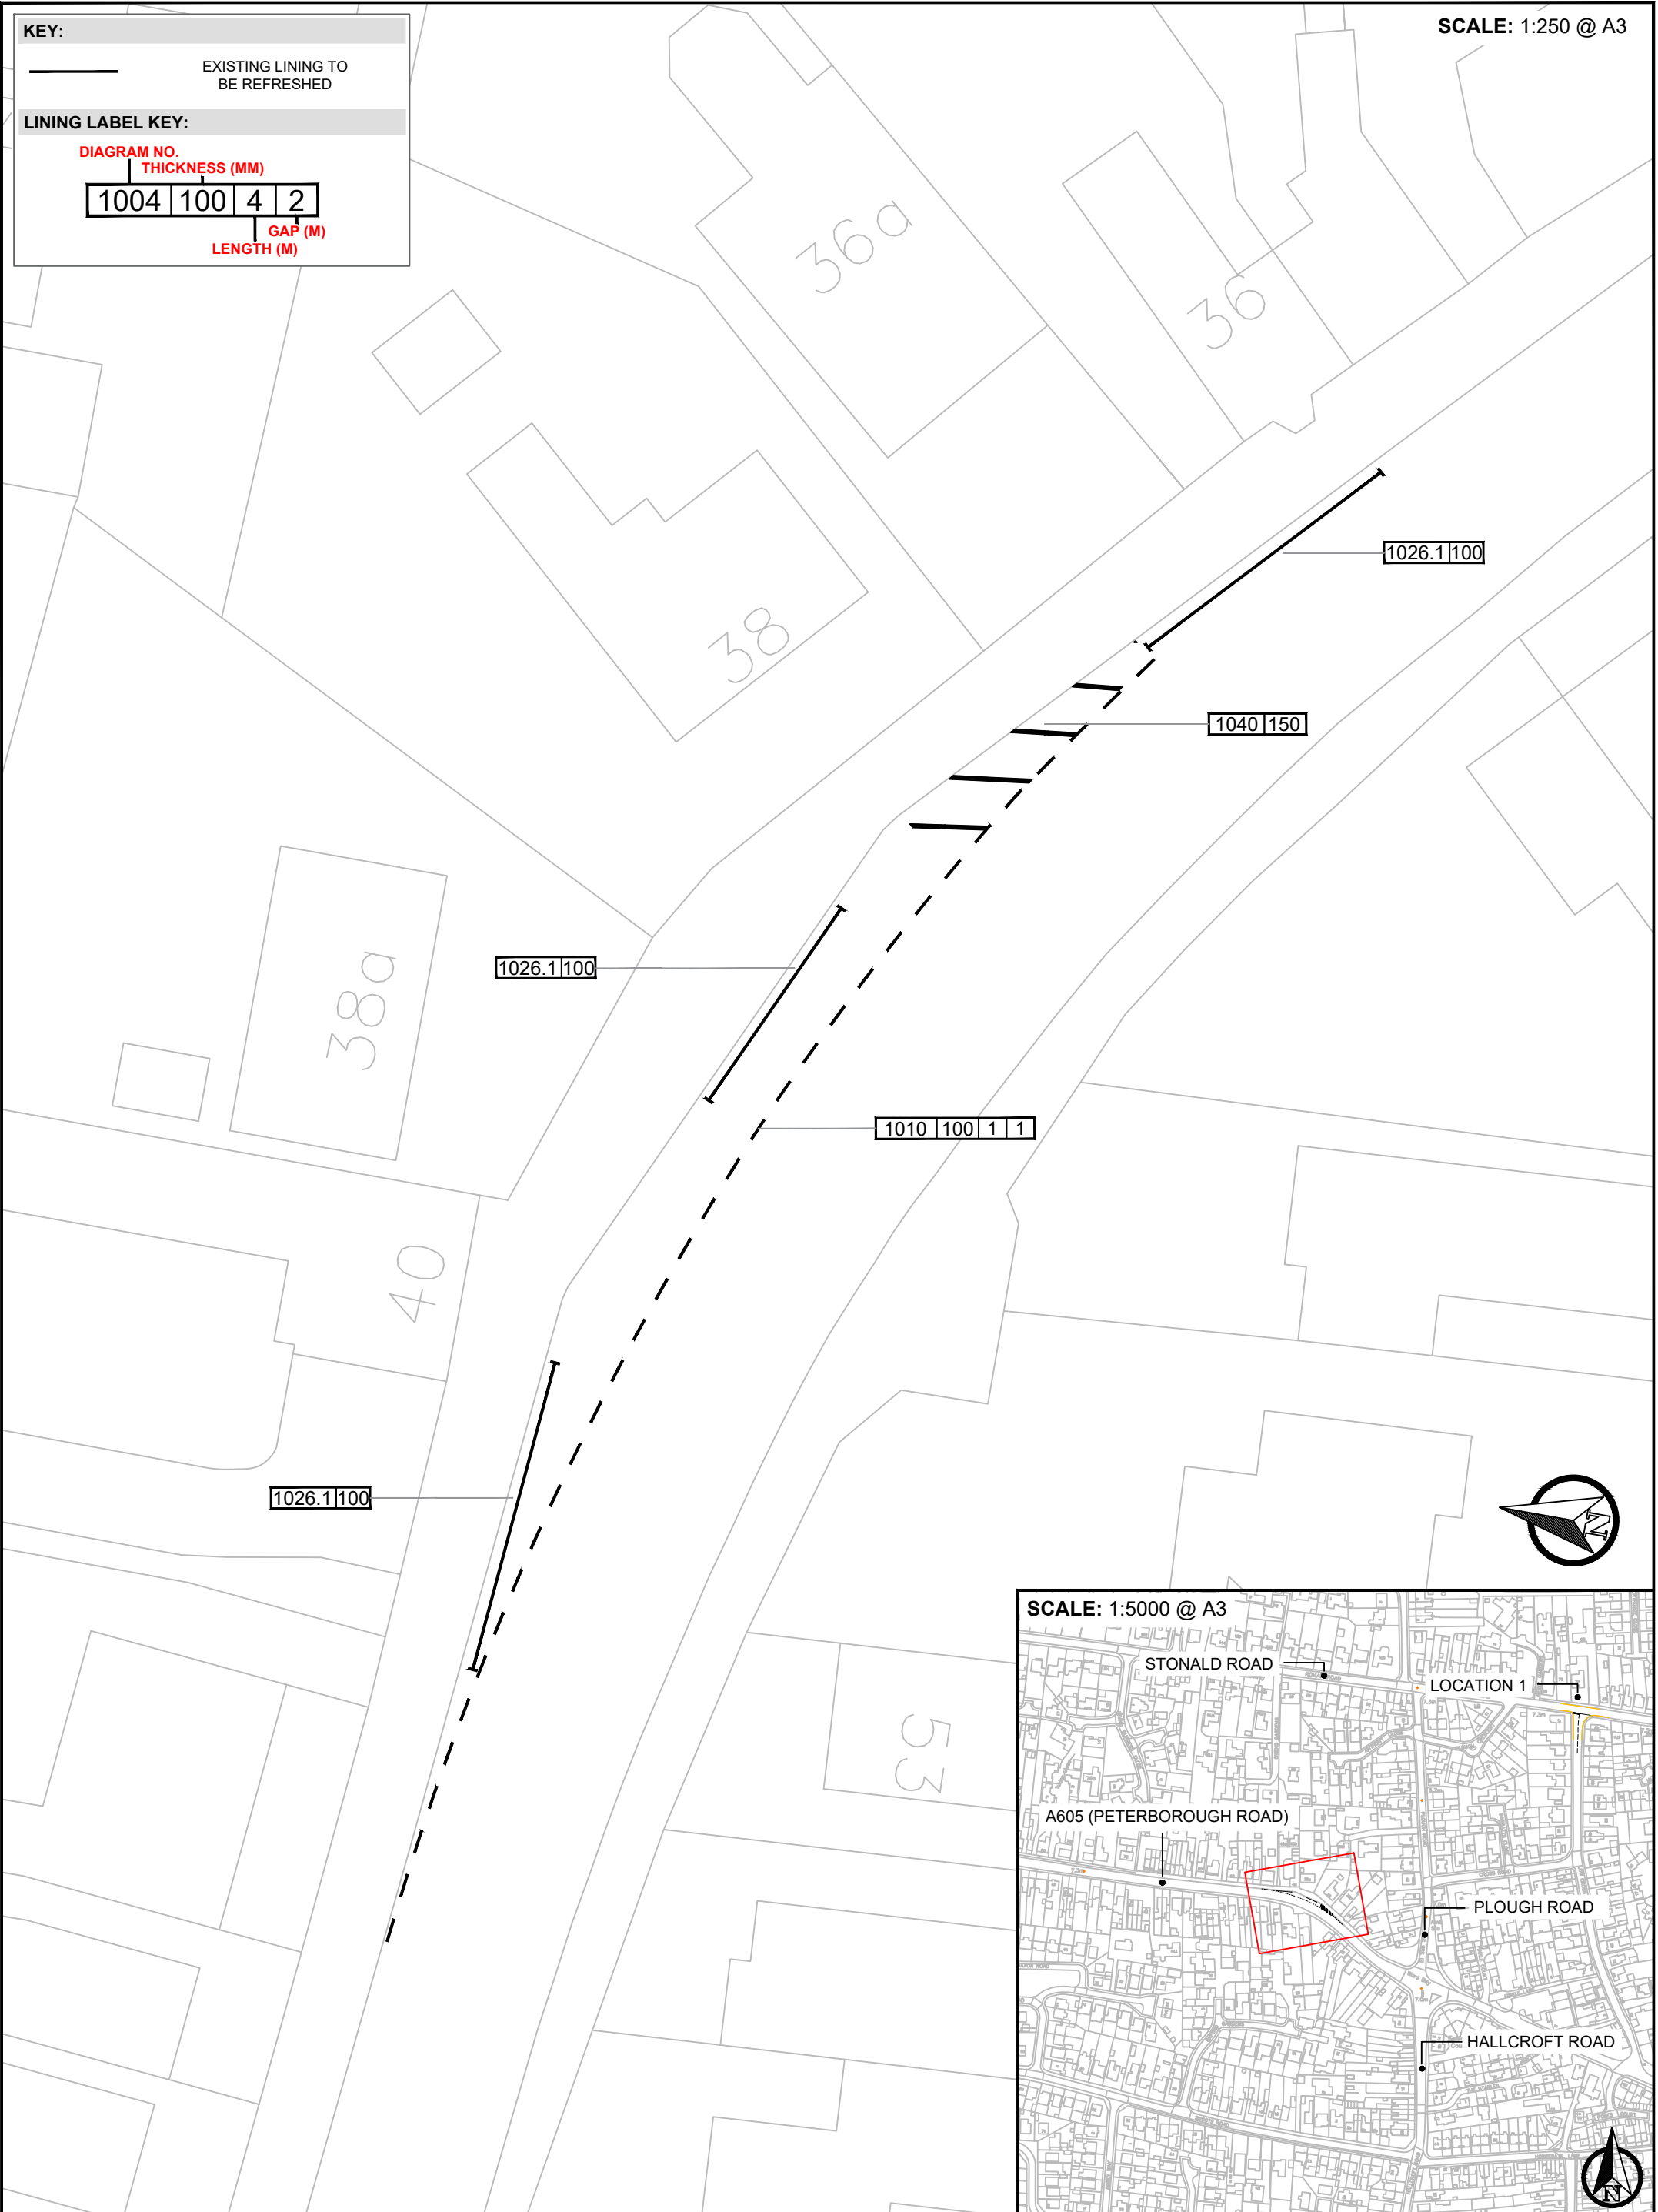 KEY:
EXISTING LINING TO
BE REFRESHED
LINING LABEL KEY:
DIAGRAM NO.
THICKNESS (MM)
1004 100 4 2
GAP (M)
LENGTH (M)
SCALE: 1:250 @ A3
36a
36
38
1026.1 100
1040 150
1026.1 100
38a
1010 100 1 1
40
1026.1 100
53
N
SCALE: 1:5000 @ A3
STONALD ROAD
LOCATION 1
A605 (PETERBOROUGH ROAD)
PLOUGH ROAD
HALLCROFT ROAD
N